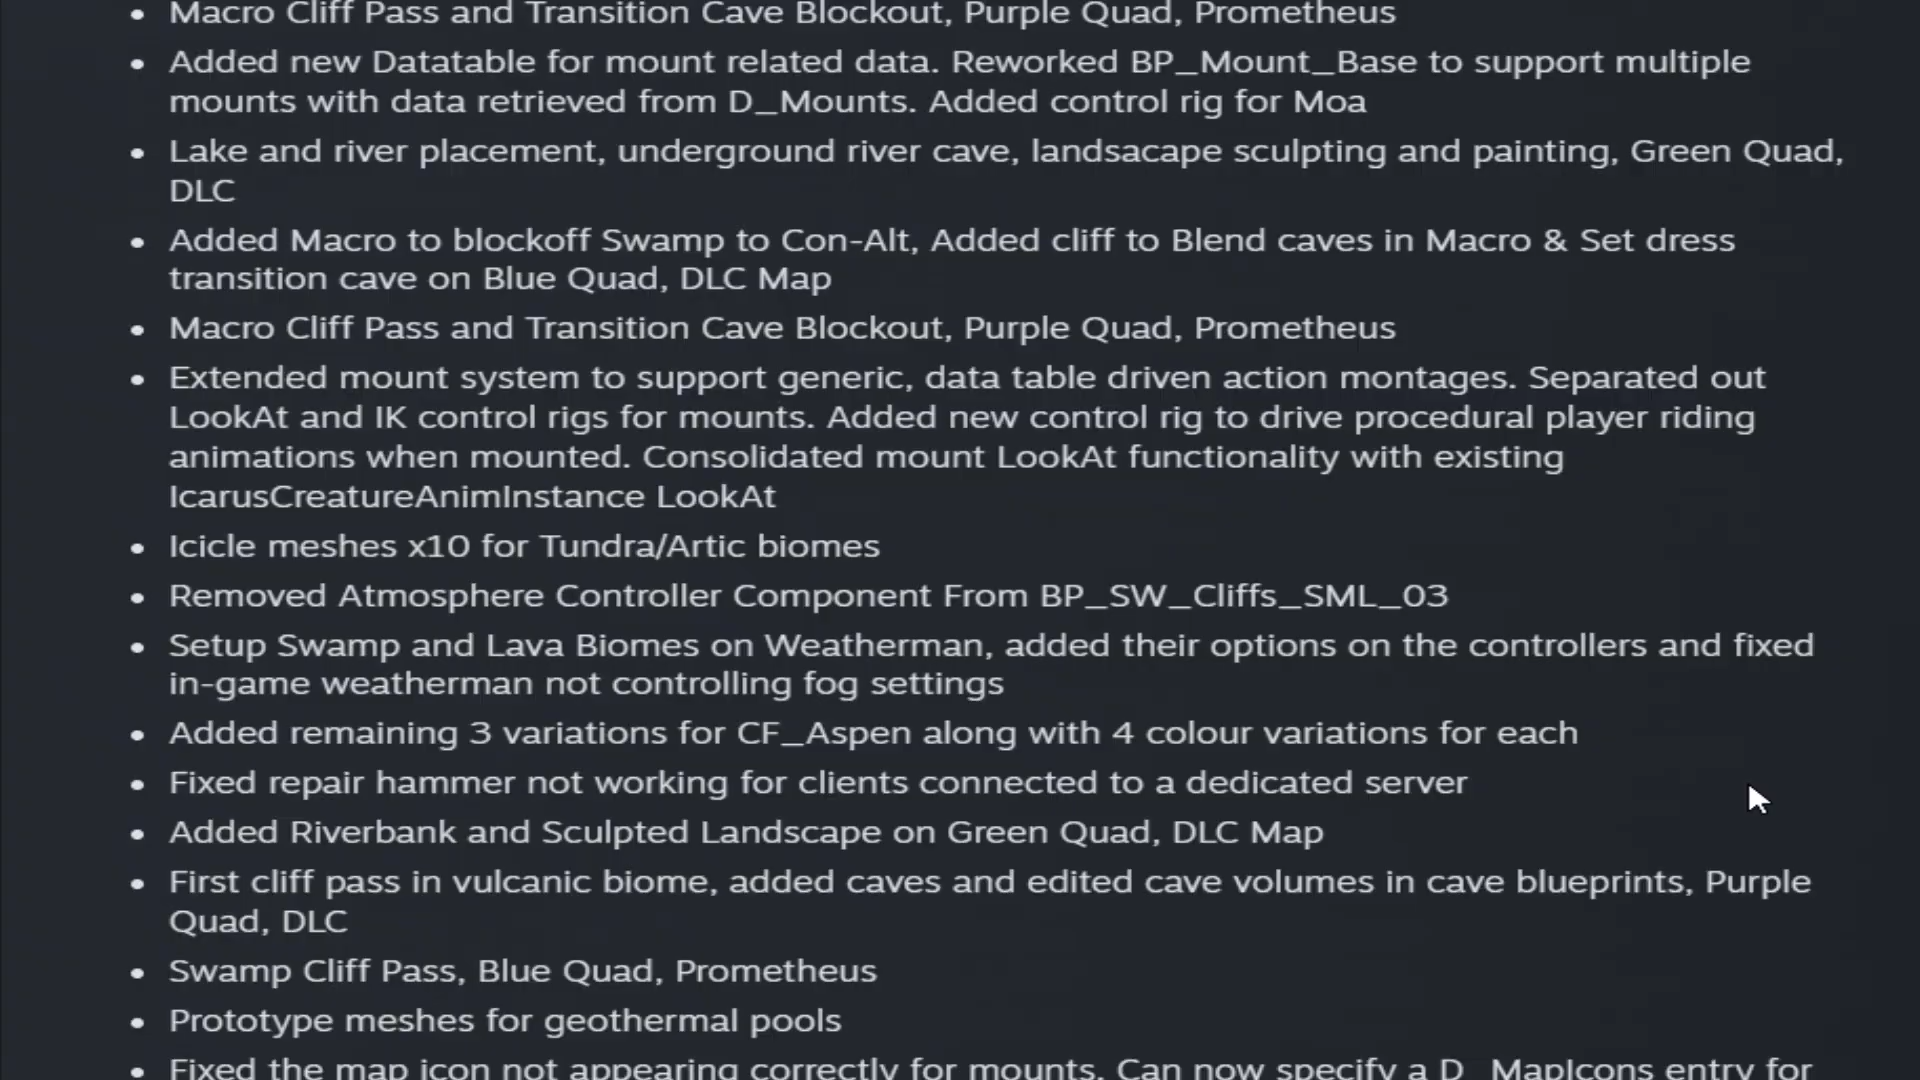 • Macro Cliff Pass and Transition Cave Blockout, Purple Quad, Prometheus
• Added new Datatable for mount related data. Reworked BP_Mount_Base to support multiple
mounts with data retrieved from D_Mounts. Added control rig for Moa
• Lake and river placement, underground river cave, landsacape sculpting and painting, Green Quad,
DLC
• Added Macro to blockoff Swamp to Con-Alt, Added cliff to Blend caves in Macro & Set dress
transition cave on Blue Quad, DLC Map
• Macro Cliff Pass and Transition Cave Blockout, Purple Quad, Prometheus
• Extended mount system to support generic, data table driven action montages. Separated out
LookAt and IK control rigs for mounts. Added new control rig to drive procedural player riding
animations when mounted. Consolidated mount LookAt functionality with existing
IcarusCreatureAnimInstance LookAt
• Icicle meshes x10 for Tundra/Artic biomes
• Removed Atmosphere Controller Component From BP_SW_Cliffs_SML_03
• Setup Swamp and Lava Biomes on Weatherman, added their options on the controllers and fixed
in-game weatherman not controlling fog settings
• Added remaining 3 variations for CF_Aspen along with 4 colour variations for each
• Fixed repair hammer not working for clients connected to a dedicated server
• Added Riverbank and Sculpted Landscape on Green Quad, DLC Map
• First cliff pass in vulcanic biome, added caves and edited cave volumes in cave blueprints, Purple
Quad, DLC
• Swamp Cliff Pass, Blue Quad, Prometheus
• Prototype meshes for geothermal pools
• Fixed the map icon not appearing correctly for mounts. Can now specify a D_MapIcons entry for